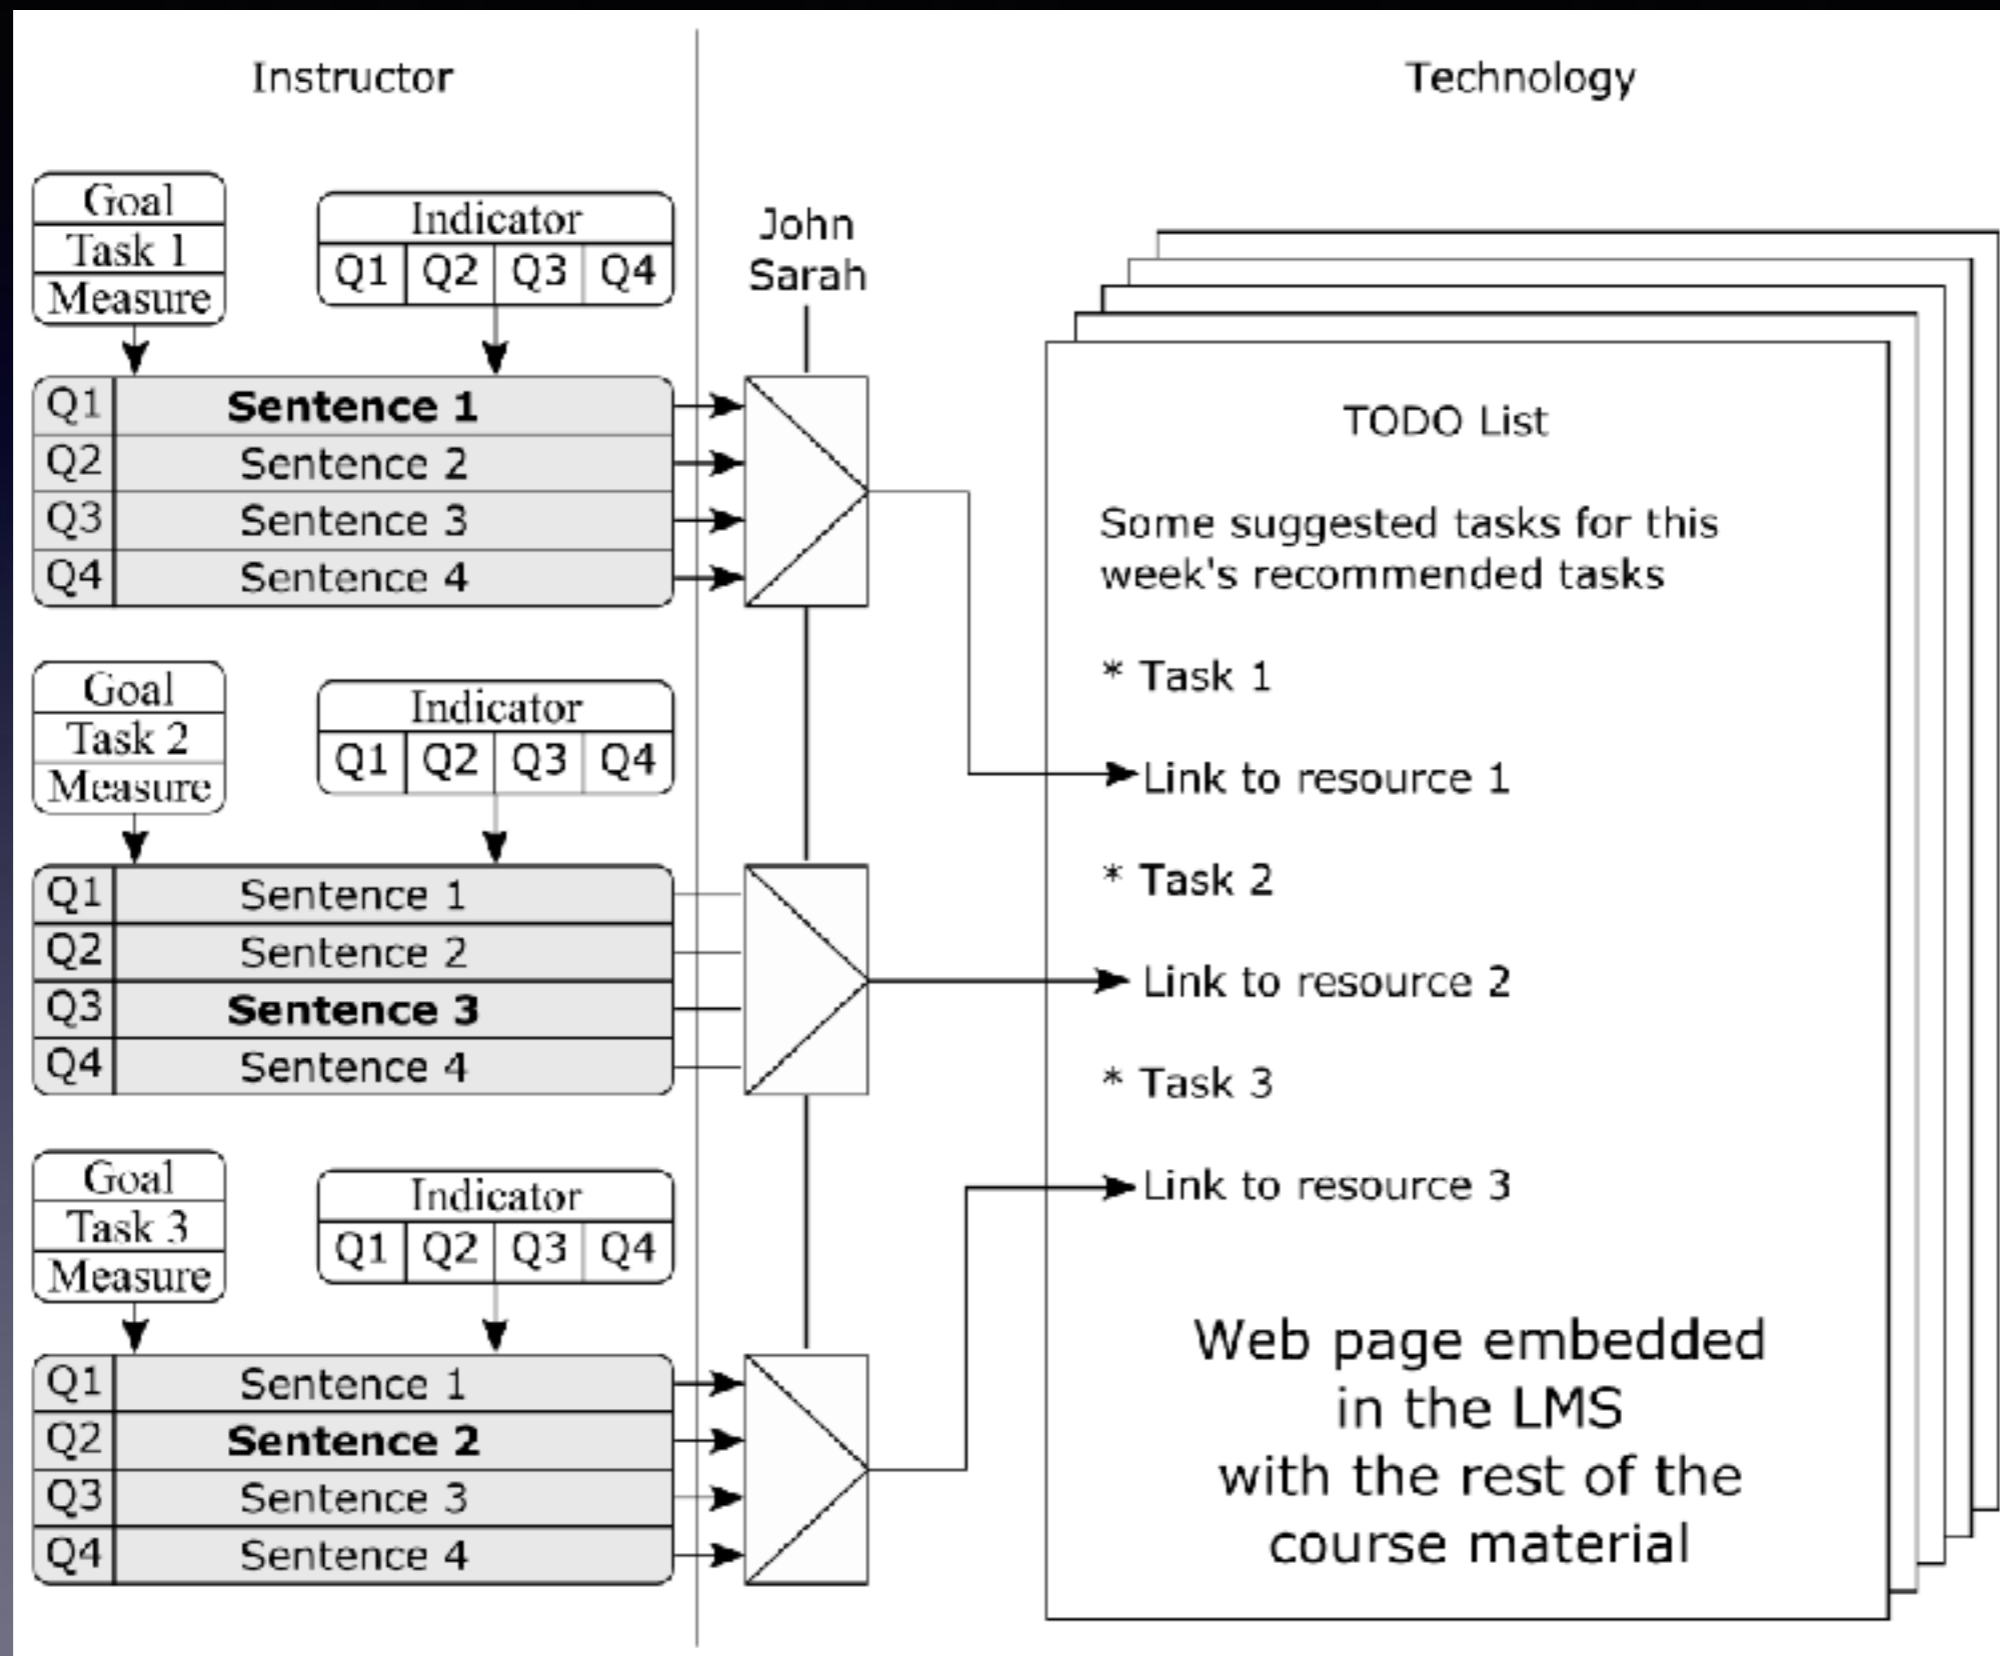 Instructor
Technology
Goal
Task 1
Measure
Indicator
Q1 Q2 Q3 Q4
John
Sarah
Q1 Sentence 1
Q2 Sentence 2
Q3 Sentence 3
Q4 Sentence 4
Goal
Task 2
Measure
Indicator
Q1 Q2 Q3 Q4
Q1 Sentence 1
Q2 Sentence 2
Q3 Sentence 3
Q4 Sentence 4
Goal
Task 3
Measure
Indicator
Q1 Q2 Q3 Q4
Q1 Sentence 1
Q2 Sentence 2
Q3 Sentence 3
Q4 Sentence 4
TODO List
Some suggested tasks for this
week's recommended tasks
* Task 1
Link to resource 1
* Task 2
Link to resource 2
* Task 3
Link to resource 3
Web page embedded
in the LMS
with the rest of the
course material